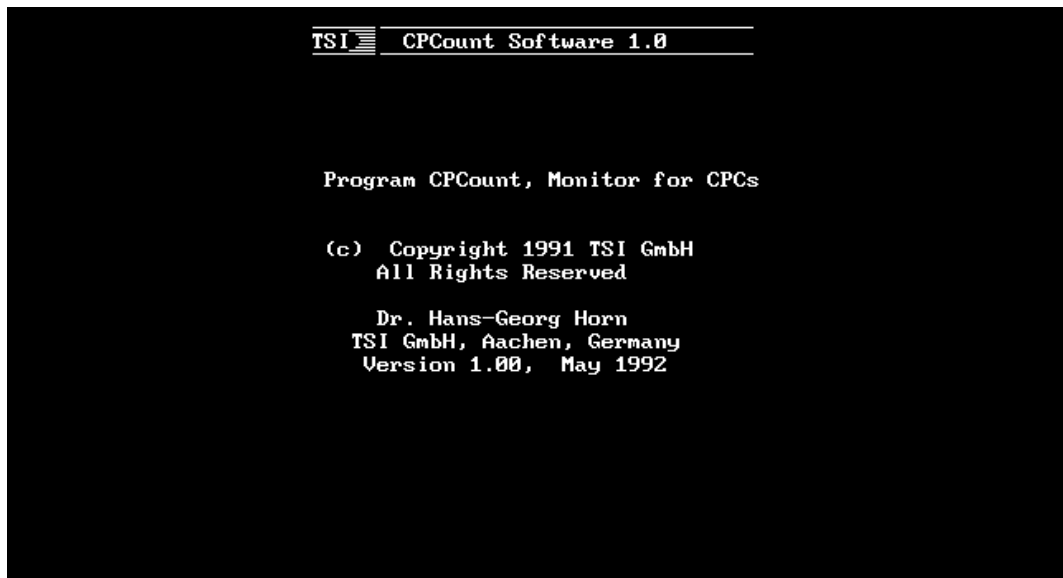 TSI CPCount Software 1.0
Program CPCount, Monitor for CPCs
(c) Copyright 1991 TSI GmbH
All Rights Reserved
Dr. Hans-Georg Horn
TSI GmbH, Aachen, Germany
Version 1.00, May 1992